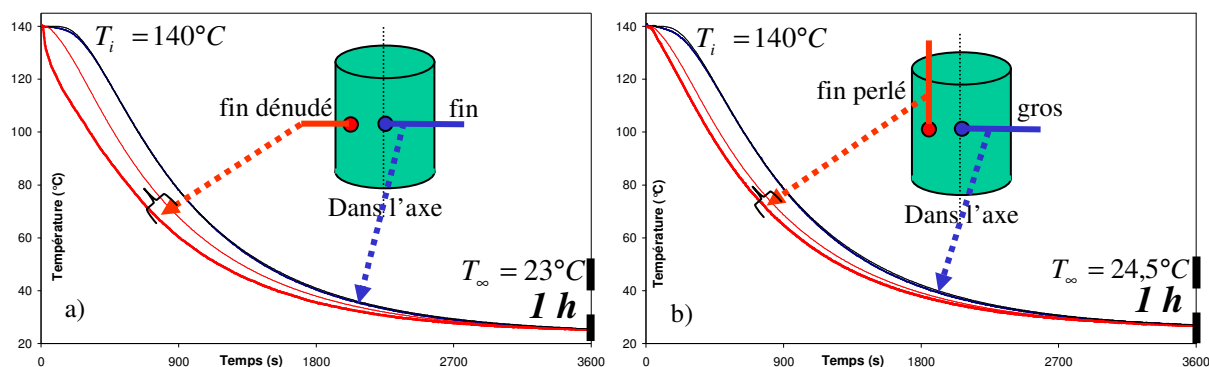 140
120
100
80
60
40
20
Température (°C)
T_i = 140°C
fin dénudé
fin
Dans l'axe
T_∞ = 23°C
1 h
a)
0
900
Temps (s)
1800
2700
3600
140
120
100
80
60
40
20
Température (°C)
T_i = 140°C
fin perlé
gros
Dans l'axe
T_∞ = 24,5°C
1 h
b)
0
900
Temps (s)
1800
2700
3600